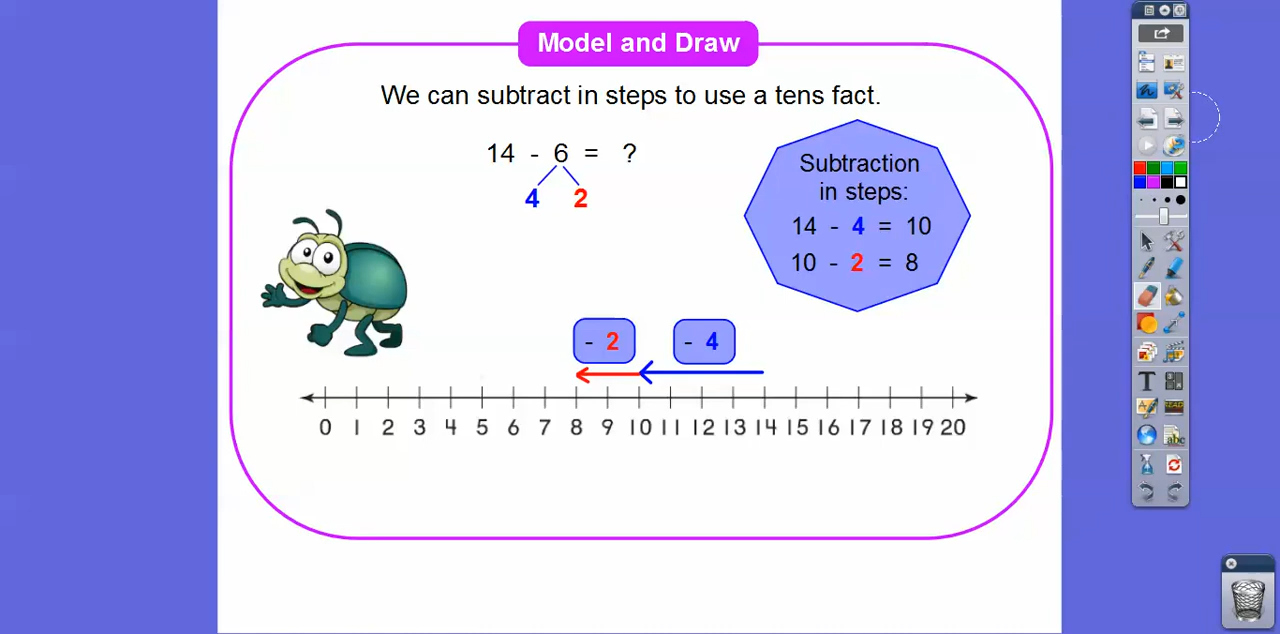 Model and Draw
We can subtract in steps to use a tens fact.
14 - 6 = ?
4 2
Subtraction
in steps:
14 - 4 = 10
10 - 2 = 8
- 2 - 4
0 1 2 3 4 5 6 7 8 9 10 11 12 13 14 15 16 17 18 19 20
T
abc